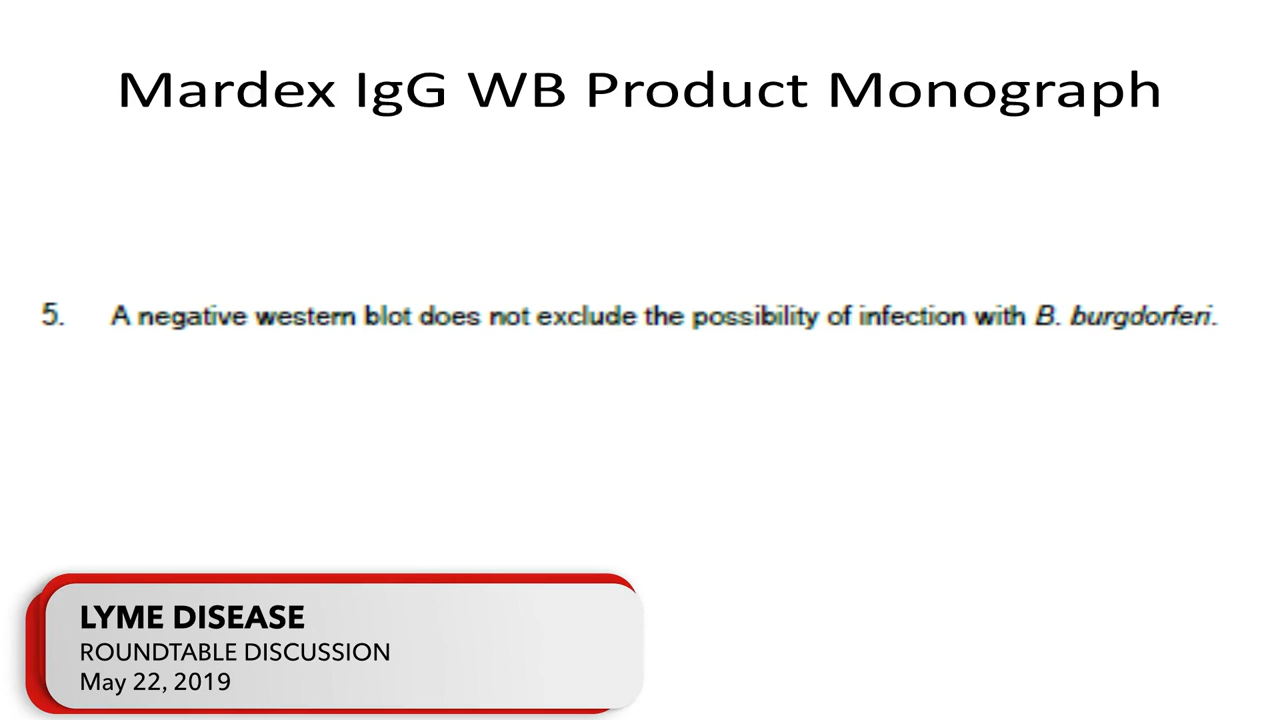 Mardex IgG WB Product Monograph
5. A negative western blot does not exclude the possibility of infection with B. burgdorferi.
LYME DISEASE
ROUNDTABLE DISCUSSION
May 22, 2019